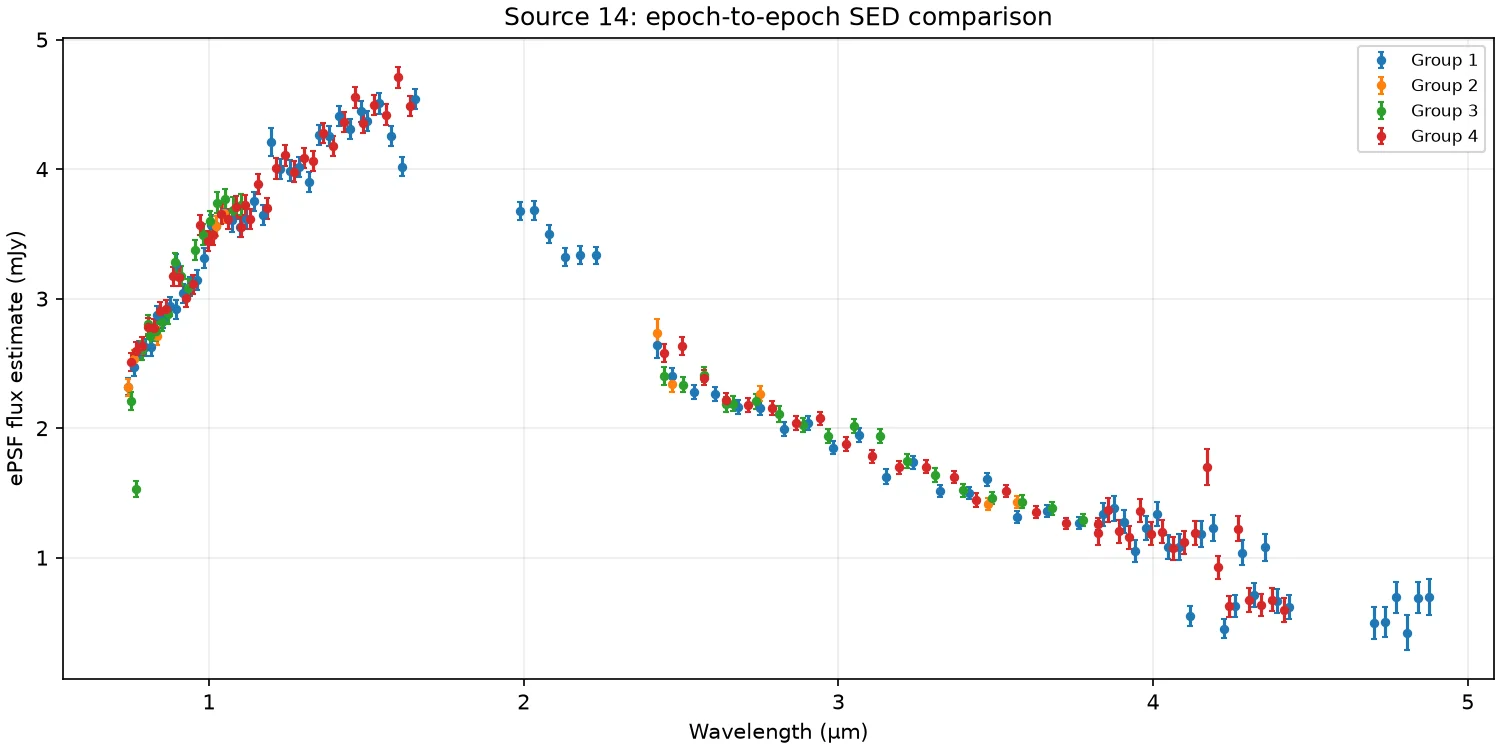 Source 14: epoch-to-epoch SED comparison
5
4
3
2
1
ePSF flux estimate (mJy)
Group 1
Group 2
Group 3
Group 4
1 2 3 4 5
Wavelength (μm)